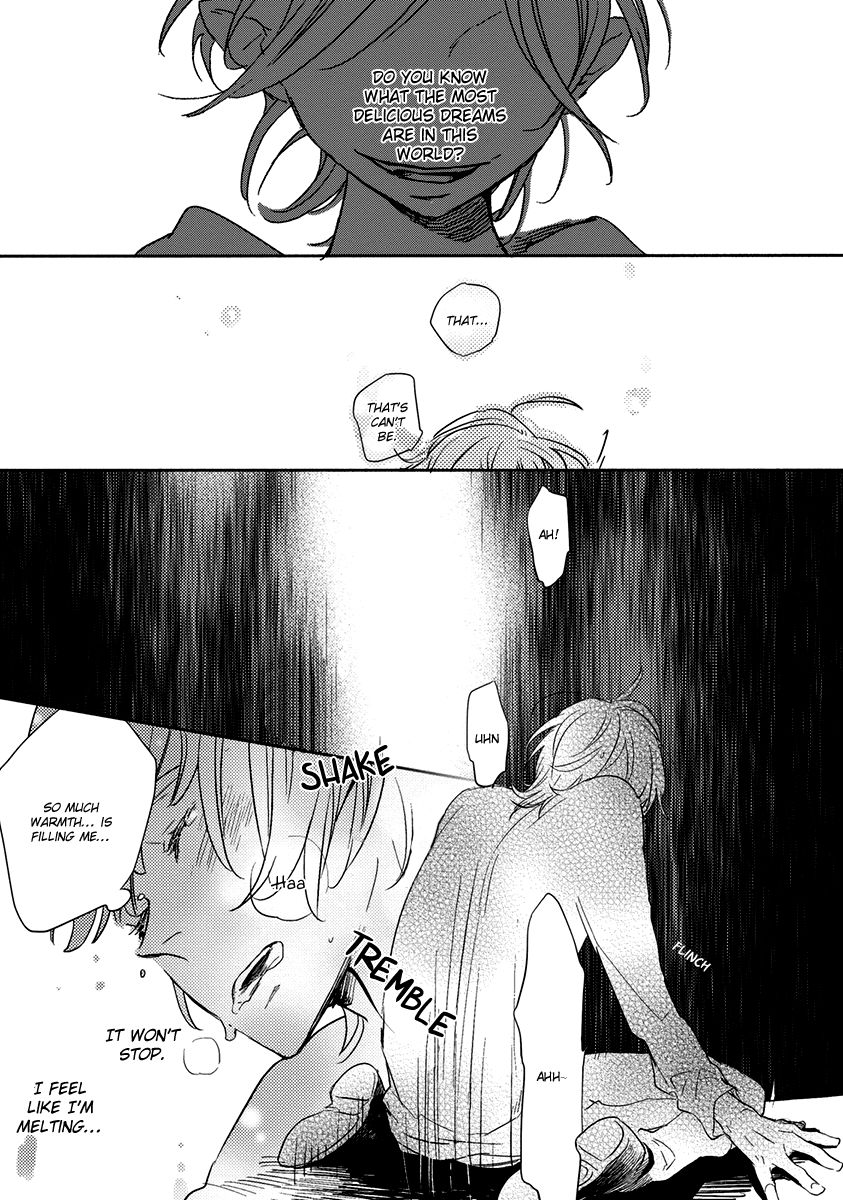 DO YOU KNOW
WHAT THE MOST
DELICIOUS DREAMS
ARE IN THIS
WORLD?
THAT...
THAT'S
CAN'T
BE.
AH!
UHN
SHAKE
SO MUCH
WARMTH... IS
FILLING ME...
Haa
FLINCH
TREMBLE
IT WON'T
STOP.
AHH~
I FEEL
LIKE I'M
MELTING...